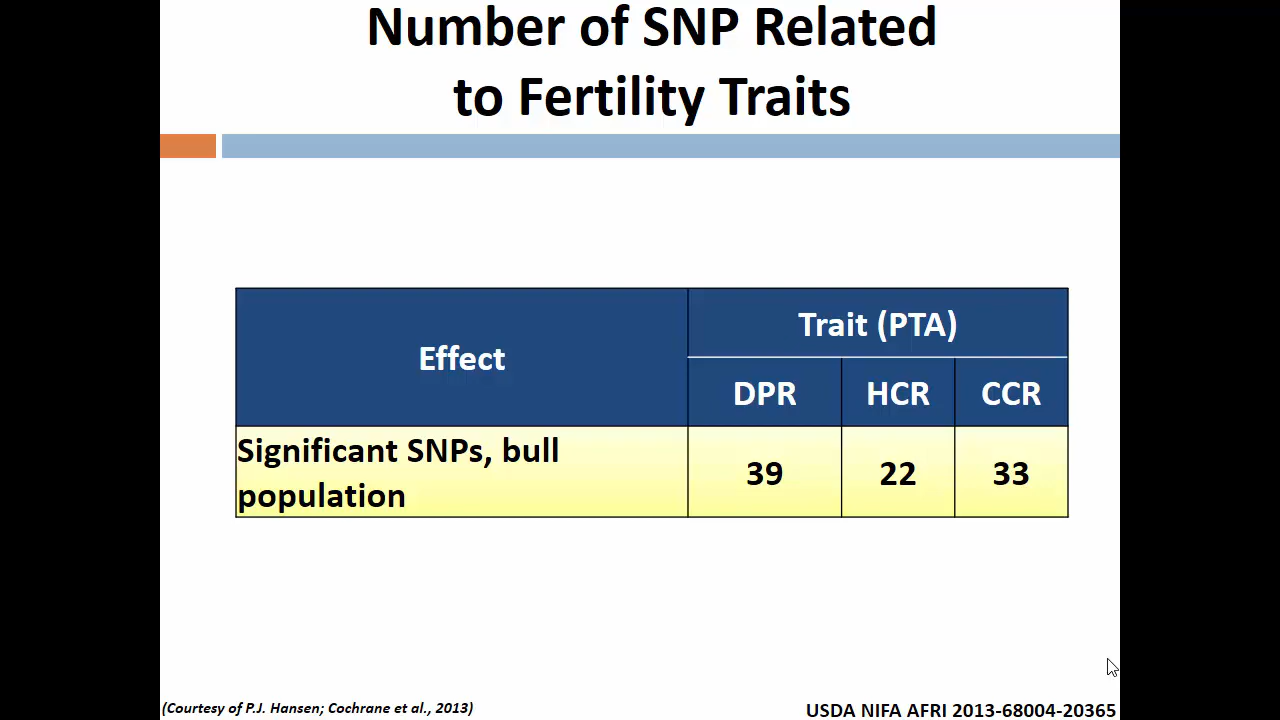 Number of SNP Related
to Fertility Traits
Effect
Trait (PTA)
DPR HCR CCR
Significant SNPs, bull
population
39 22 33
(Courtesy of P.J. Hansen; Cochrane et al., 2013)
USDA NIFA AFRI 2013-68004-20365